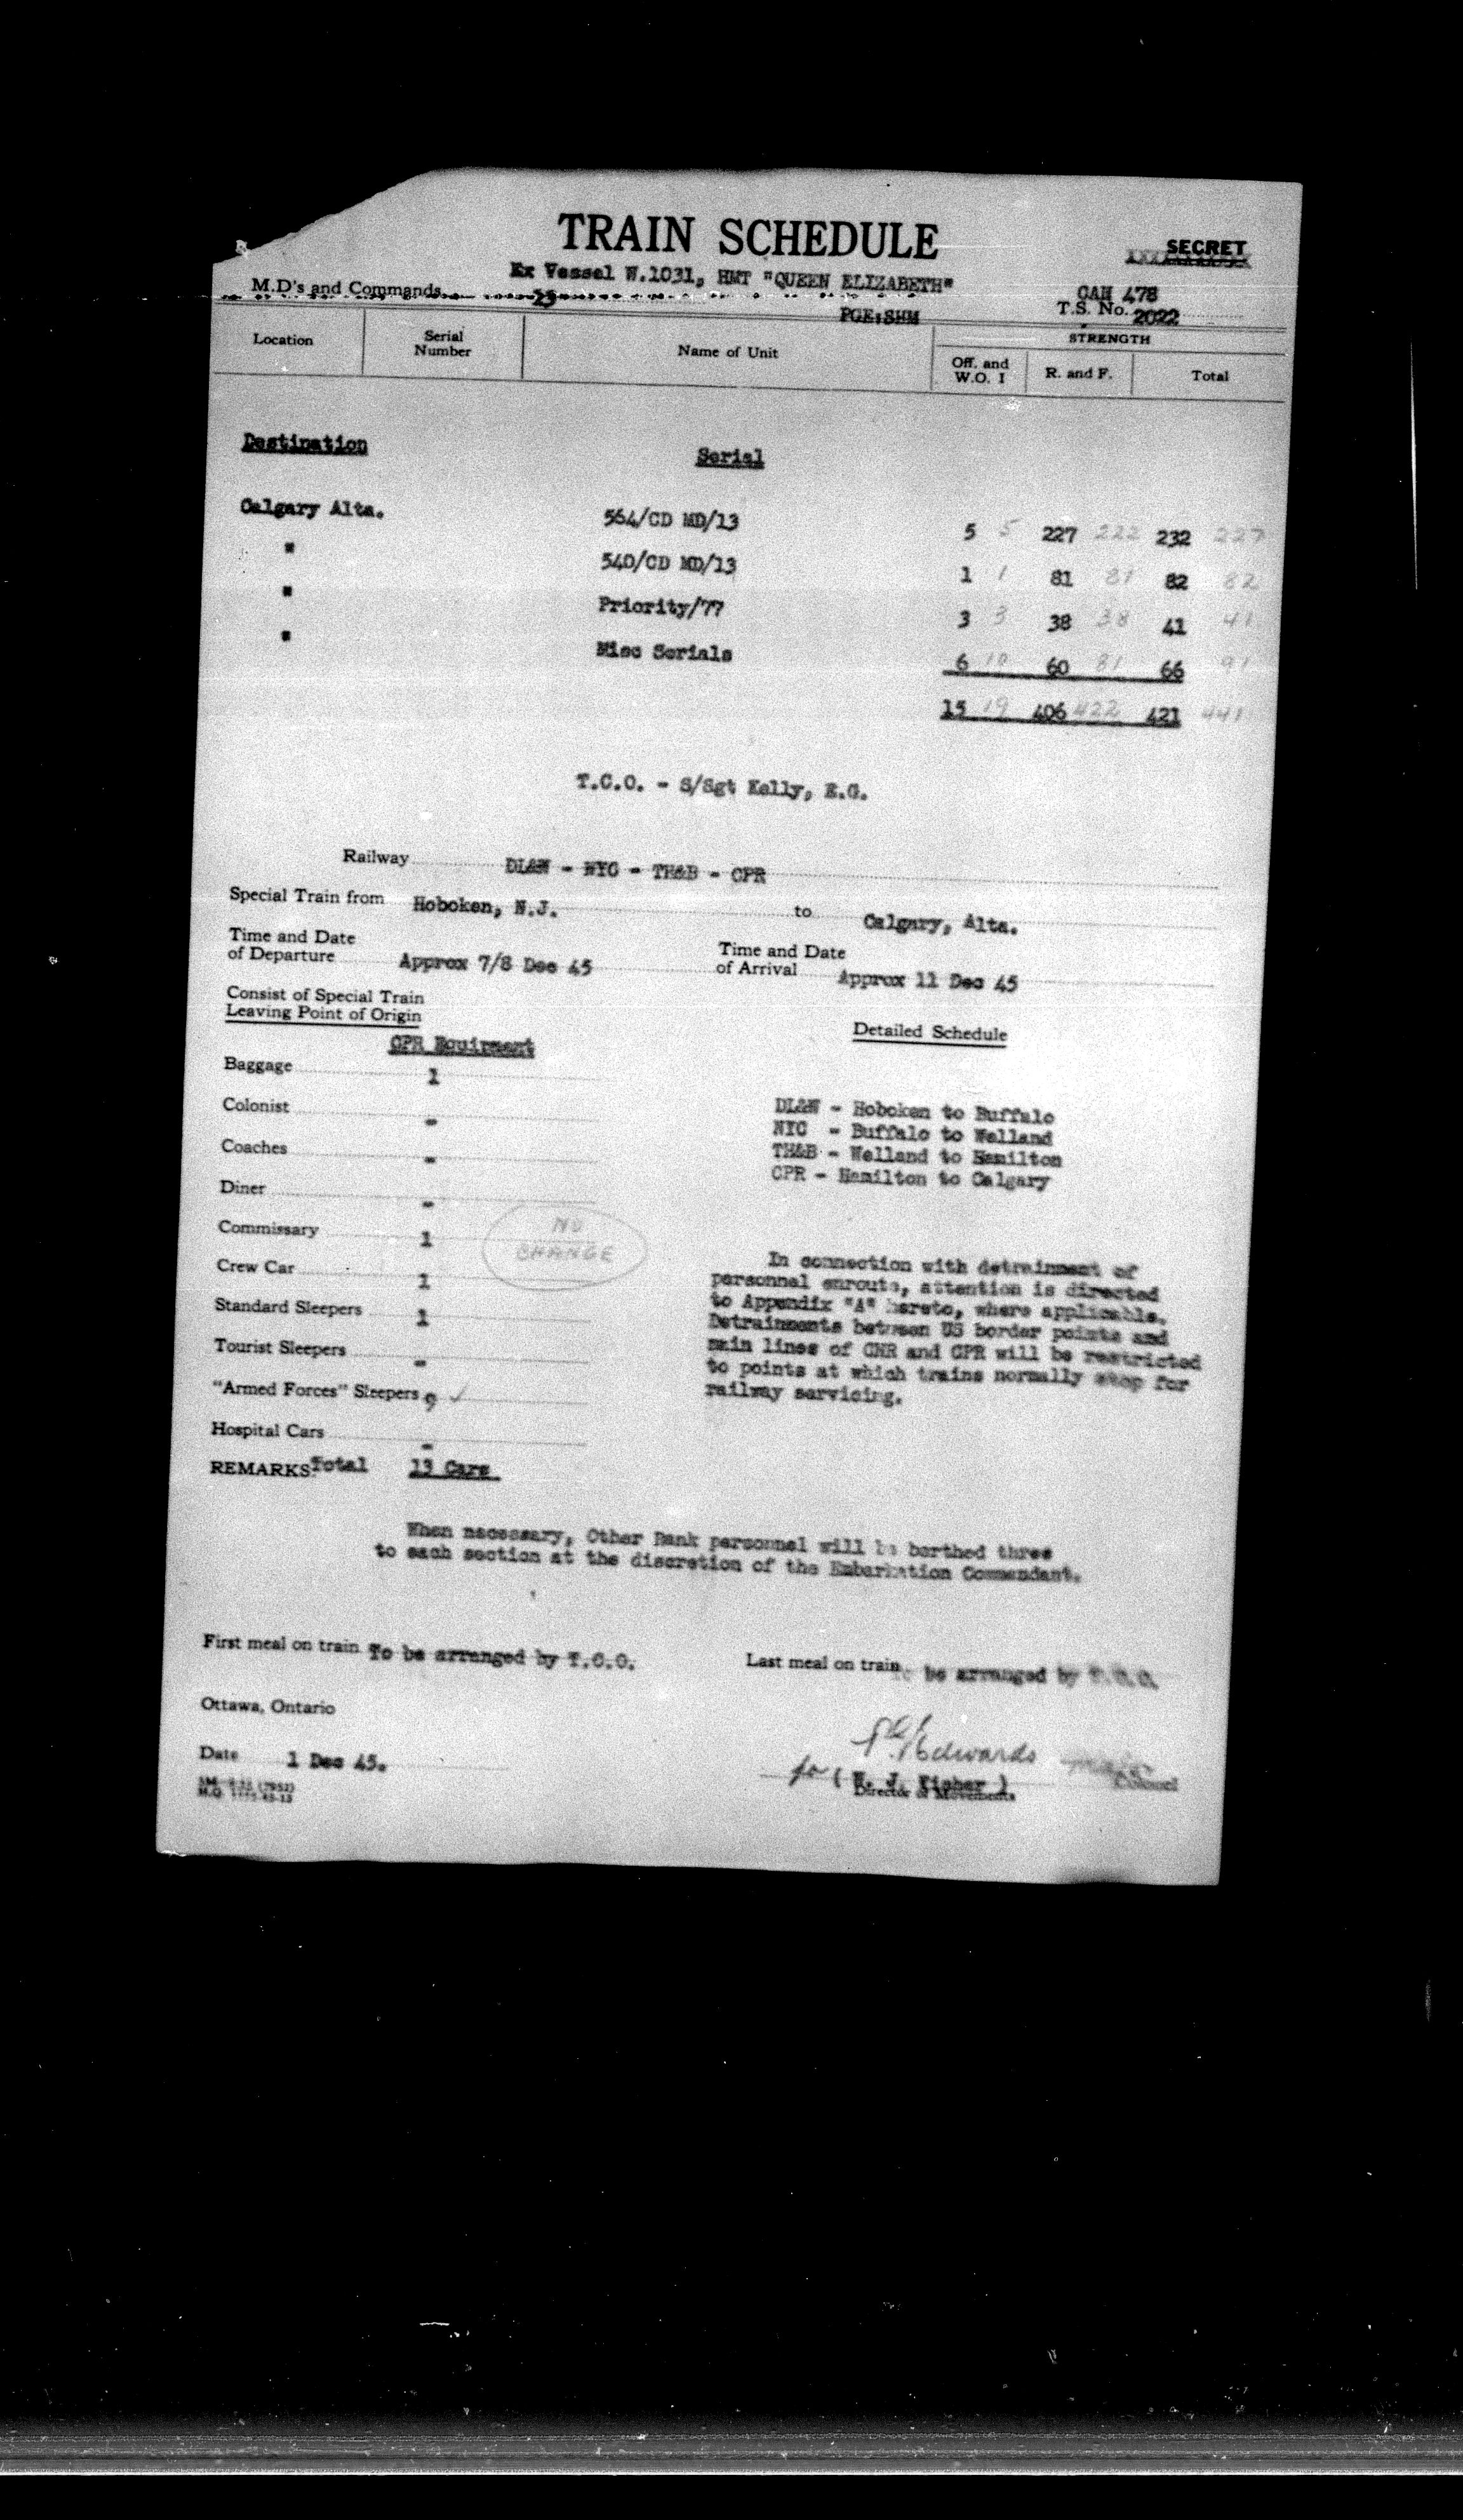 TRAIN SCHEDULE
SECRET
Ex Vessel W.1031, HMT "QUEEN ELIZABETH"
M.D's and Commands 25
CAN 478
PGE:SHM
T.S. No. 2022
Location Serial Number Name of Unit STRENGTH
Off. and W.O. I R. and F. Total
Destination Serial
Calgary Alta. 564/CD MD/13 5 5 227 222 232 227
" 540/CD MD/13 1 1 81 81 82 82
" Priority/77 3 3 38 38 41 41
" Misc Serials 6 10 60 81 66 91
15 19 406 422 421 441
T.C.O. - S/Sgt Kelly, E.G.
Railway DL&W - NYC - TH&B - CPR
Special Train from Hoboken, N.J. to Calgary, Alta.
Time and Date of Departure Approx 7/8 Dec 45
Time and Date of Arrival Approx 11 Dec 45
Consist of Special Train
Leaving Point of Origin
Detailed Schedule
CPR Equipment
Baggage 1
Colonist -
Coaches -
Diner -
Commissary 1
Crew Car 1
Standard Sleepers 1
Tourist Sleepers -
"Armed Forces" Sleepers 9 ✓
Hospital Cars -
REMARKS: Total 13 Cars
NO
CHANGE
DL&W - Hoboken to Buffalo
NYC - Buffalo to Welland
TH&B - Welland to Hamilton
CPR - Hamilton to Calgary
In connection with detrainment of
personnel enroute, attention is directed
to Appendix "A" hereto, where applicable.
Detrainments between US border points and
main lines of CNR and CPR will be restricted
to points at which trains normally stop for
railway servicing.
When necessary, Other Rank personnel will be berthed three
to each section at the discretion of the Embarkation Commandant.
First meal on train To be arranged by T.C.O.
Last meal on train be arranged by T.C.O.
Ottawa, Ontario
Date 1 Dec 45.
Edwards
for ( Fisher ) Colonel
Director of Movements